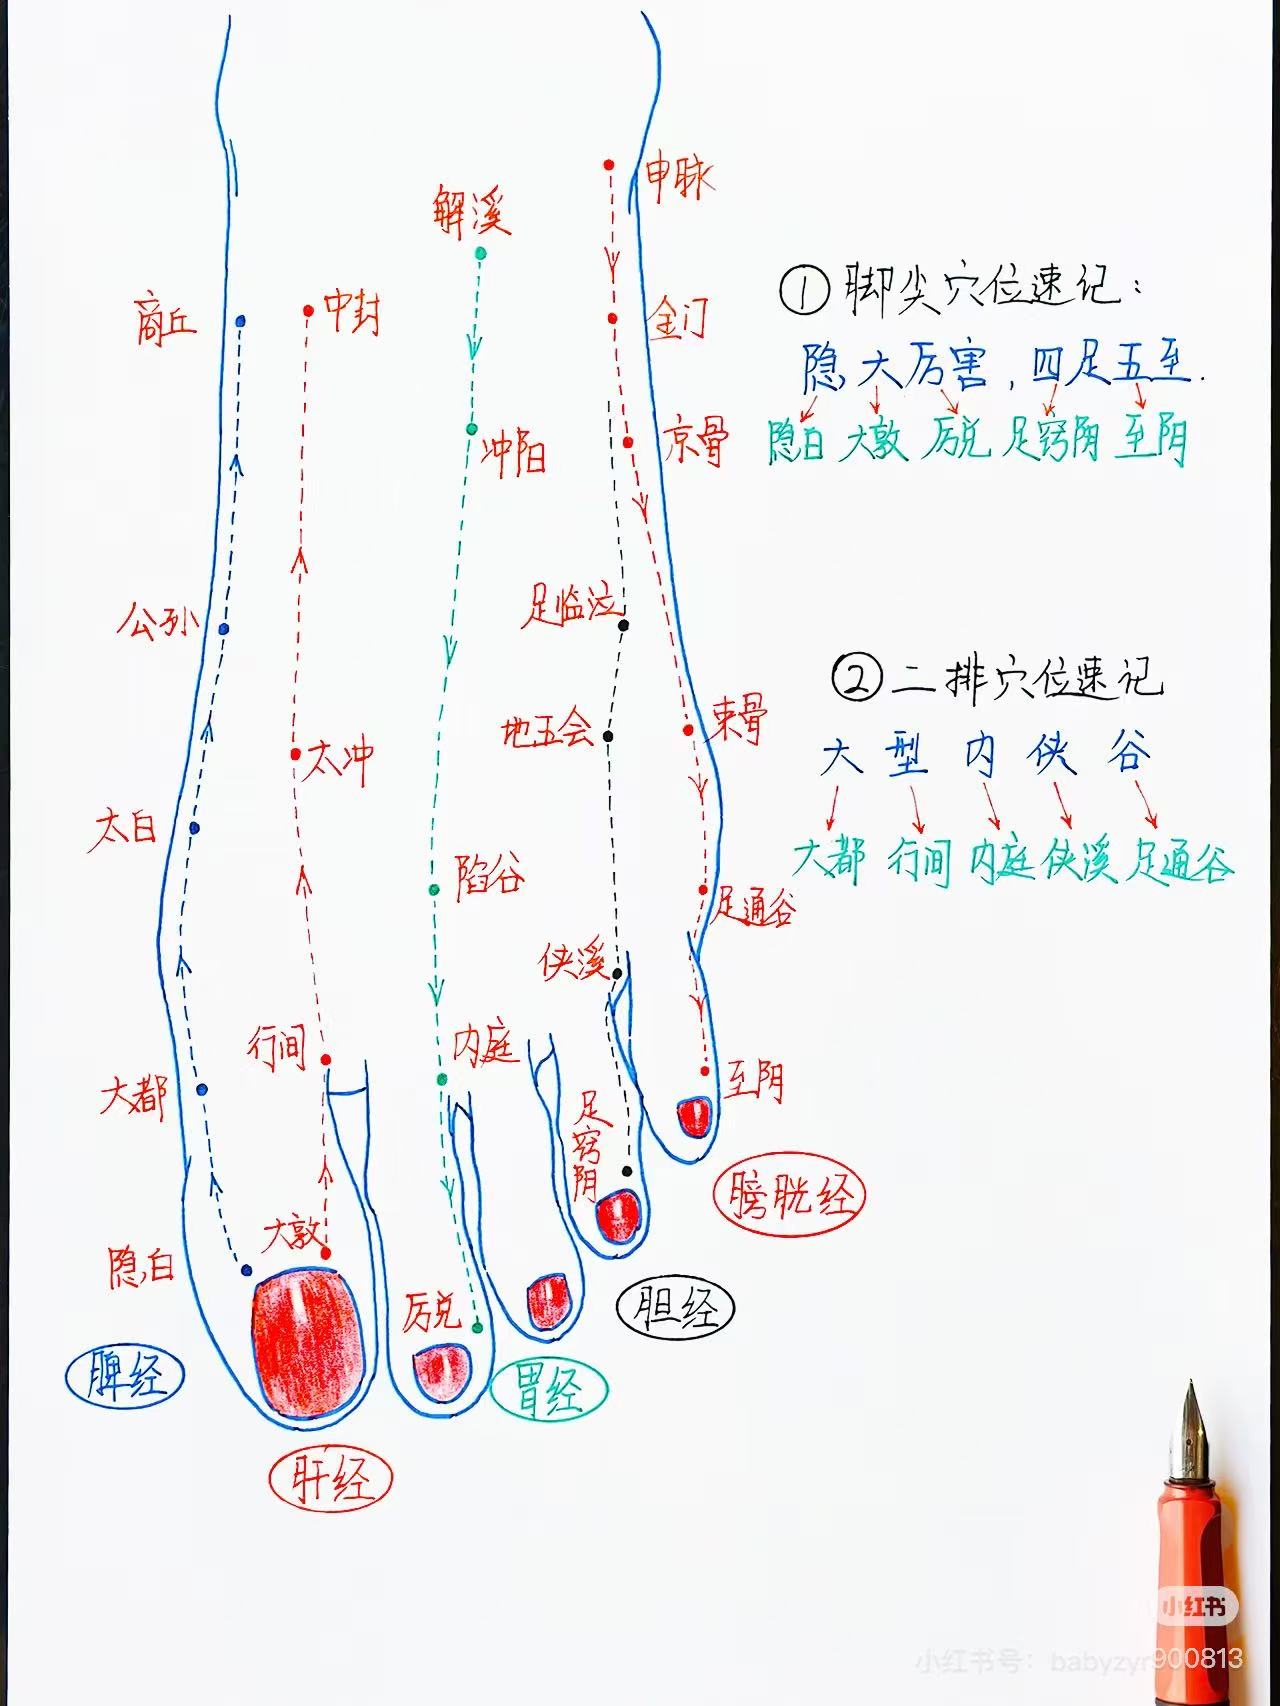 申脉
解溪
① 脚尖穴位速记：
商丘
中封
金门
隐大厉害，四足五至.
冲阳
京骨
隐白 大敦 厉兑 足窍阴 至阴
公孙
足临泣
② 二排穴位速记
地五会
束骨
太冲
大 型 内 侠 谷
太白
大都 行间 内庭 侠溪 足通谷
陷谷
足通谷
侠溪
行间
内庭
大都
至阴
足窍阴
膀胱经
大敦
隐白
厉兑
胆经
脾经
胃经
肝经
小红书
小红书号：babyzyr900813